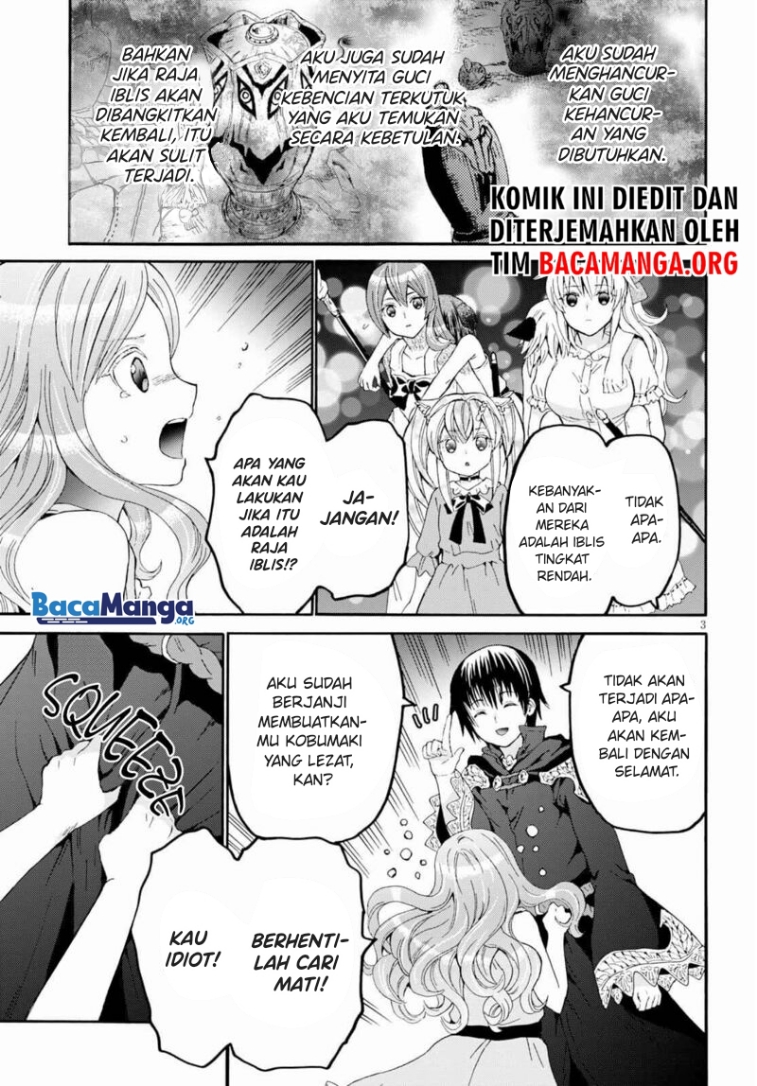 AKU SUDAH
MENGHANCUR-
KAN GUCI
KEHANCUR-
AN YANG
DIBUTUHKAN.
AKU JUGA SUDAH
MENYITA GUCI
KEBENCIAN TERKUTUK
YANG AKU TEMUKAN
SECARA KEBETULAN.
BAHKAN
JIKA RAJA
IBLIS AKAN
DIBANGKITKAN
KEMBALI, ITU
AKAN SULIT
TERJADI.
KOMIK INI DIEDIT DAN
DITERJEMAHKAN OLEH
TIM BACAMANGA.ORG
TIDAK
APA-
APA.
KEBANYAK-
AN DARI
MEREKA
ADALAH IBLIS
TINGKAT
RENDAH.
JA-
JANGAN!
APA YANG
AKAN KAU
LAKUKAN
JIKA ITU
ADALAH
RAJA
IBLIS!?
BacaManga
.ORG
3
TIDAK AKAN
TERJADI APA-
APA, AKU
AKAN KEM-
BALI DENGAN
SELAMAT.
AKU SUDAH
BERJANJI
MEMBUATKAN-
MU KOBUMAKI
YANG LEZAT,
KAN?
SQUEEZE
BERHENTI-
LAH CARI
MATI!
KAU
IDIOT!